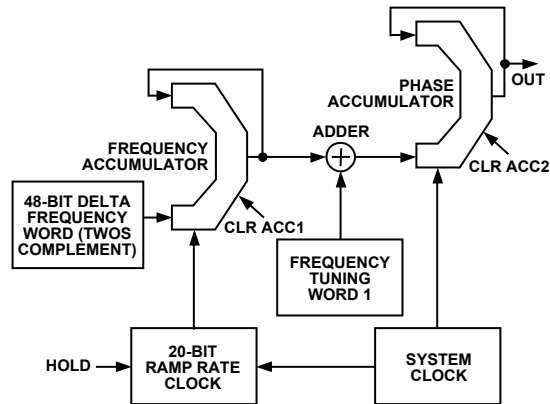 PHASE
ACCUMULATOR
OUT
ADDER
FREQUENCY
ACCUMULATOR
CLR ACC2
48-BIT DELTA
FREQUENCY
WORD (TWOS
COMPLEMENT)
CLR ACC1
FREQUENCY
TUNING
WORD 1
HOLD
20-BIT
RAMP RATE
CLOCK
SYSTEM
CLOCK